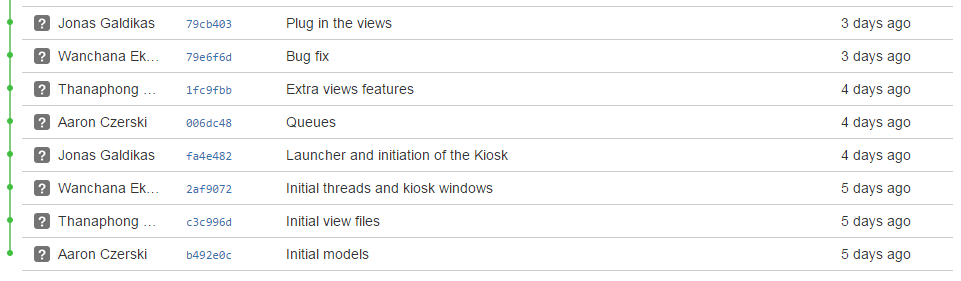 Jonas Galdikas 79cb403 Plug in the views 3 days ago
Wanchana Ek... 79e6f6d Bug fix 3 days ago
Thanaphong ... 1fc9fbb Extra views features 4 days ago
Aaron Czerski 006dc48 Queues 4 days ago
Jonas Galdikas fa4e482 Launcher and initiation of the Kiosk 4 days ago
Wanchana Ek... 2af9072 Initial threads and kiosk windows 5 days ago
Thanaphong ... c3c996d Initial view files 5 days ago
Aaron Czerski b492e0c Initial models 5 days ago